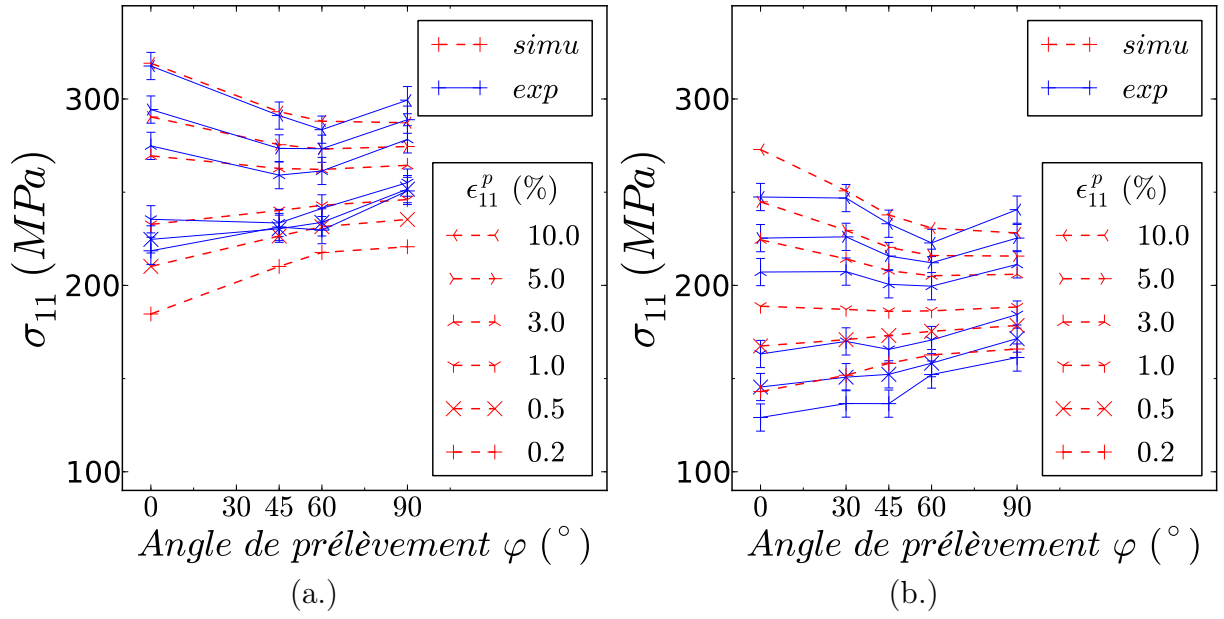 simu
exp
300
200
100
σ₁₁ (MPa)
ϵ₁₁ᵖ (%)
10.0
5.0
3.0
1.0
0.5
0.2
0 30 45 60 90
Angle de prélèvement φ (°)
(a.)
simu
exp
300
200
100
σ₁₁ (MPa)
ϵ₁₁ᵖ (%)
10.0
5.0
3.0
1.0
0.5
0.2
0 30 45 60 90
Angle de prélèvement φ (°)
(b.)